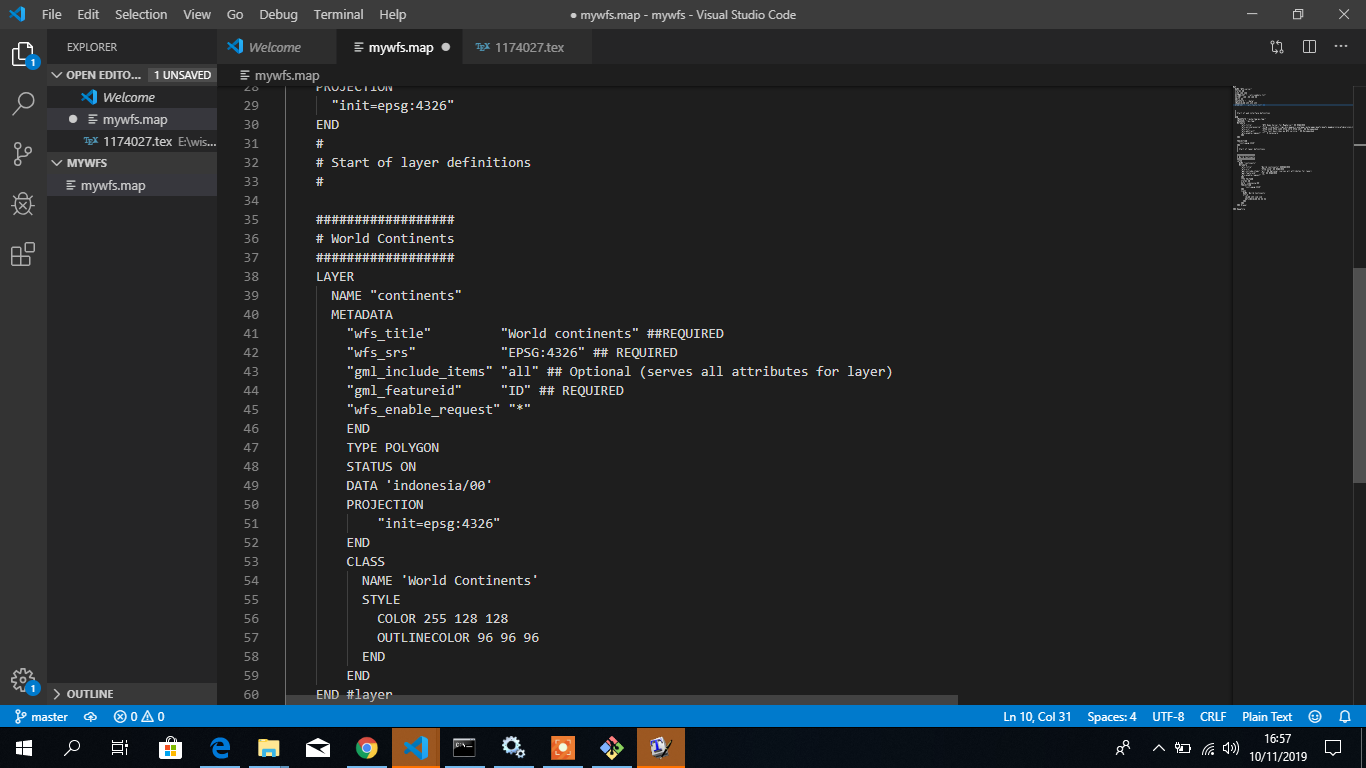 File Edit Selection View Go Debug Terminal Help
● mywfs.map - mywfs - Visual Studio Code
EXPLORER
Welcome
mywfs.map ●
TEX 1174027.tex
OPEN EDITO... 1 UNSAVED
Welcome
● mywfs.map
TEX 1174027.tex E:\wis...
MYWFS
mywfs.map
OUTLINE
1
1
mywfs.map
28 PROJECTION
29 "init=epsg:4326"
30 END
31 #
32 # Start of layer definitions
33 #
34
35 ##################
36 # World Continents
37 ##################
38 LAYER
39 NAME "continents"
40 METADATA
41 "wfs_title" "World continents" ##REQUIRED
42 "wfs_srs" "EPSG:4326" ## REQUIRED
43 "gml_include_items" "all" ## Optional (serves all attributes for layer)
44 "gml_featureid" "ID" ## REQUIRED
45 "wfs_enable_request" "*"
46 END
47 TYPE POLYGON
48 STATUS ON
49 DATA 'indonesia/00'
50 PROJECTION
51 "init=epsg:4326"
52 END
53 CLASS
54 NAME 'World Continents'
55 STYLE
56 COLOR 255 128 128
57 OUTLINECOLOR 96 96 96
58 END
59 END
60 END #layer
master 0 0 Ln 10, Col 31 Spaces: 4 UTF-8 CRLF Plain Text
16:57
10/11/2019